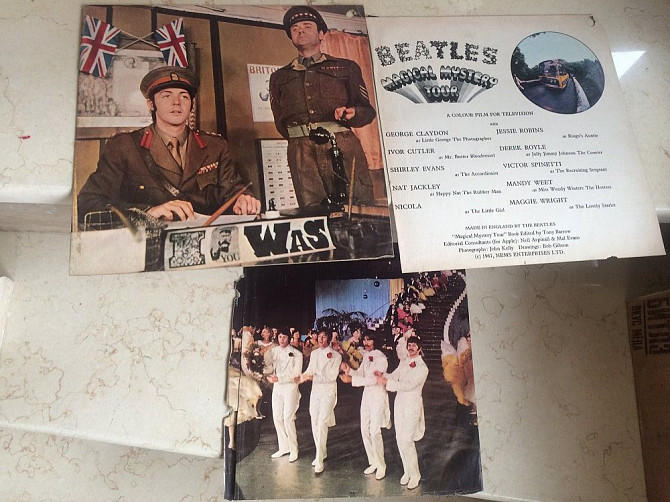 BRITO
I YOU WAS
BEATLES
MAGICAL MYSTERY
TOUR
A COLOUR FILM FOR TELEVISION
with
GEORGE CLAYDON
as Little George The Photographer
JESSIE ROBINS
as Ringo's Auntie
IVOR CUTLER
as Mr. Buster Bloodvessel
DEREK ROYLE
as Jolly Jimmy Johnson The Courier
SHIRLEY EVANS
as The Accordionist
VICTOR SPINETTI
as The Recruiting Sergeant
NAT JACKLEY
as Happy Nat The Rubber Man
MANDY WEET
as Miss Wendy Winters The Hostess
NICOLA
as The Little Girl
MAGGIE WRIGHT
as The Lovely Starlet
MADE IN ENGLAND BY THE BEATLES
"Magical Mystery Tour" Book Edited by Tony Barrow
Editorial Consultants (for Apple): Neil Aspinall & Mal Evans
Photographs: John Kelly Drawings: Bob Gibson
(c) 1967, NEMS ENTERPRISES LTD.